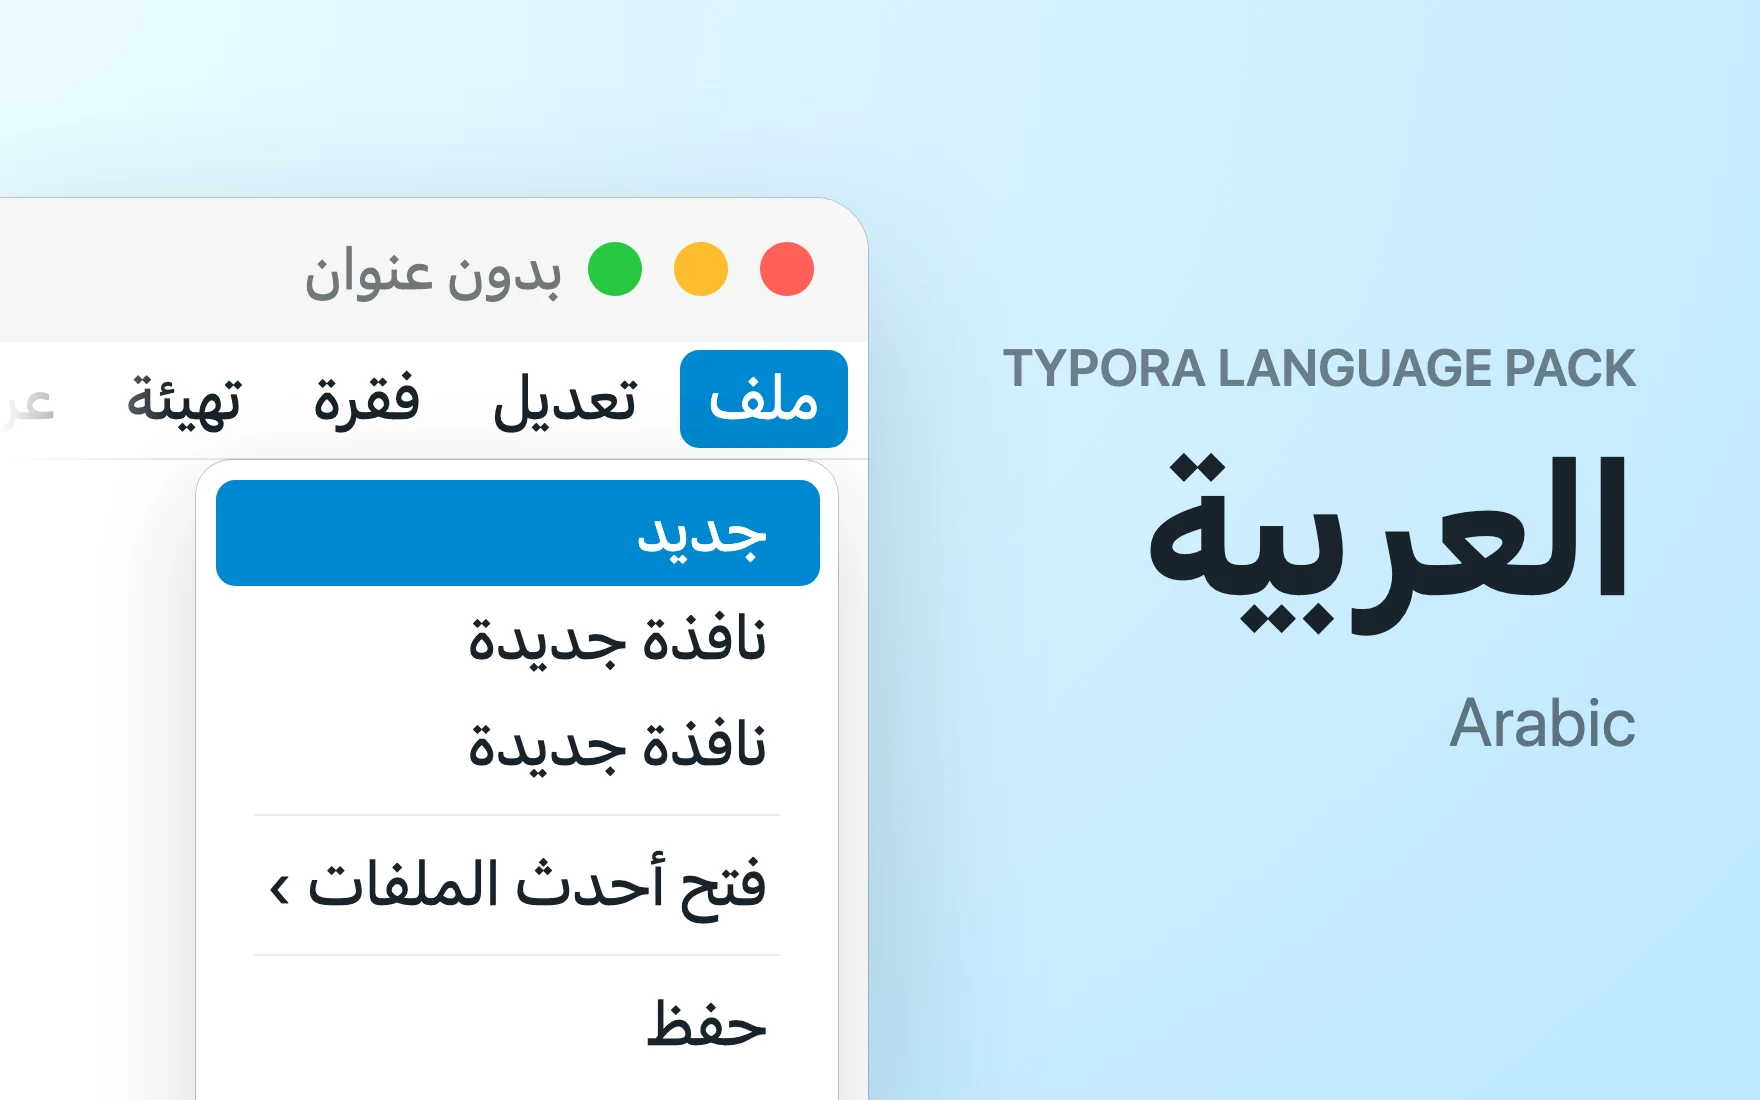 بدون عنوان
ملف تعديل فقرة تهيئة
جديد
نافذة جديدة
نافذة جديدة
فتح أحدث الملفات ‹
حفظ
TYPORA LANGUAGE PACK
العربية
Arabic